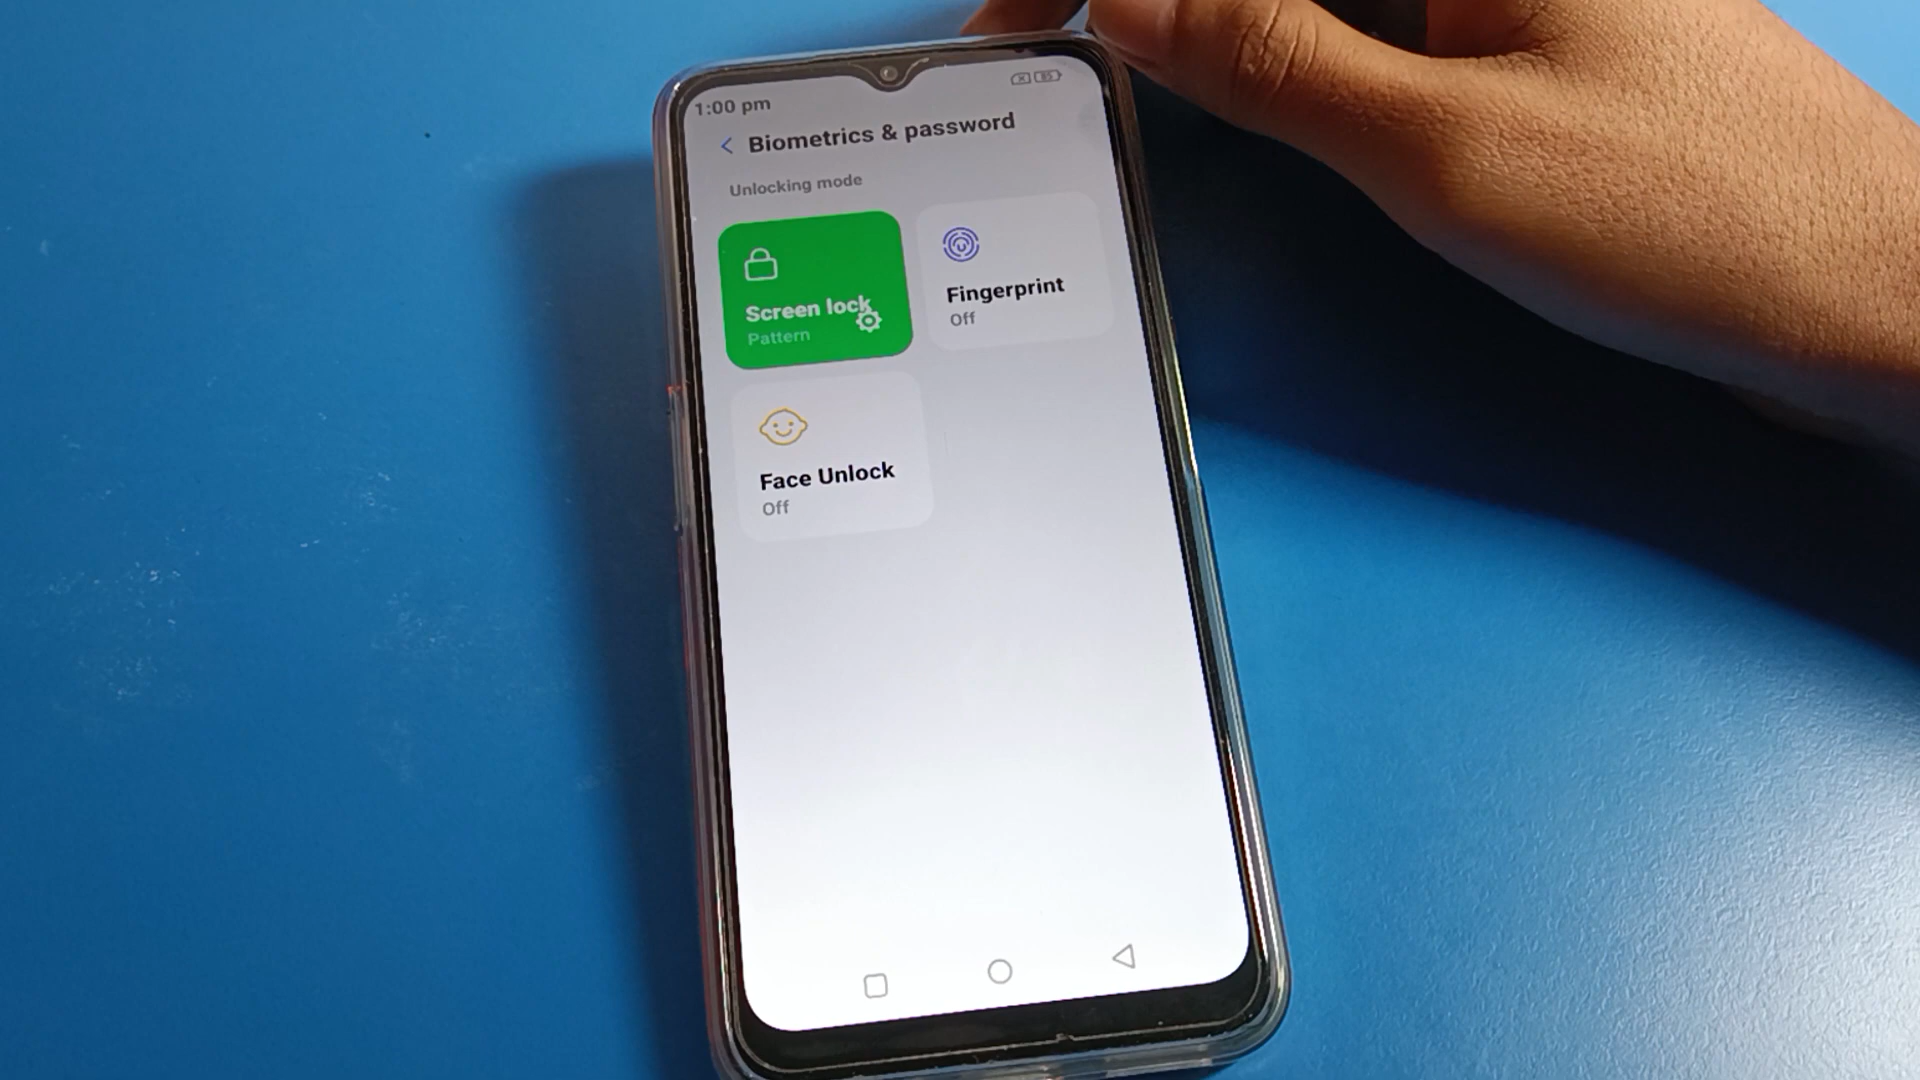 1:00 pm
Biometrics & password
Unlocking mode
Screen lock
Pattern
Fingerprint
Off
Face Unlock
Off